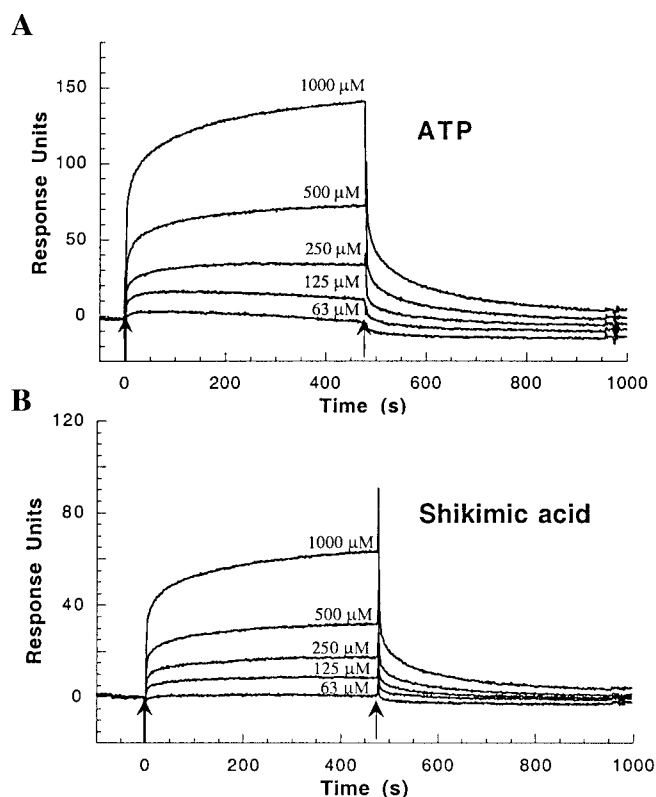 A
Response Units
150
100
50
0
1000 µM
ATP
500 µM
250 µM
125 µM
63 µM
0 200 400 600 800 1000
Time (s)
B
Response Units
120
80
40
0
Shikimic acid
1000 µM
500 µM
250 µM
125 µM
63 µM
0 200 400 600 800 1000
Time (s)